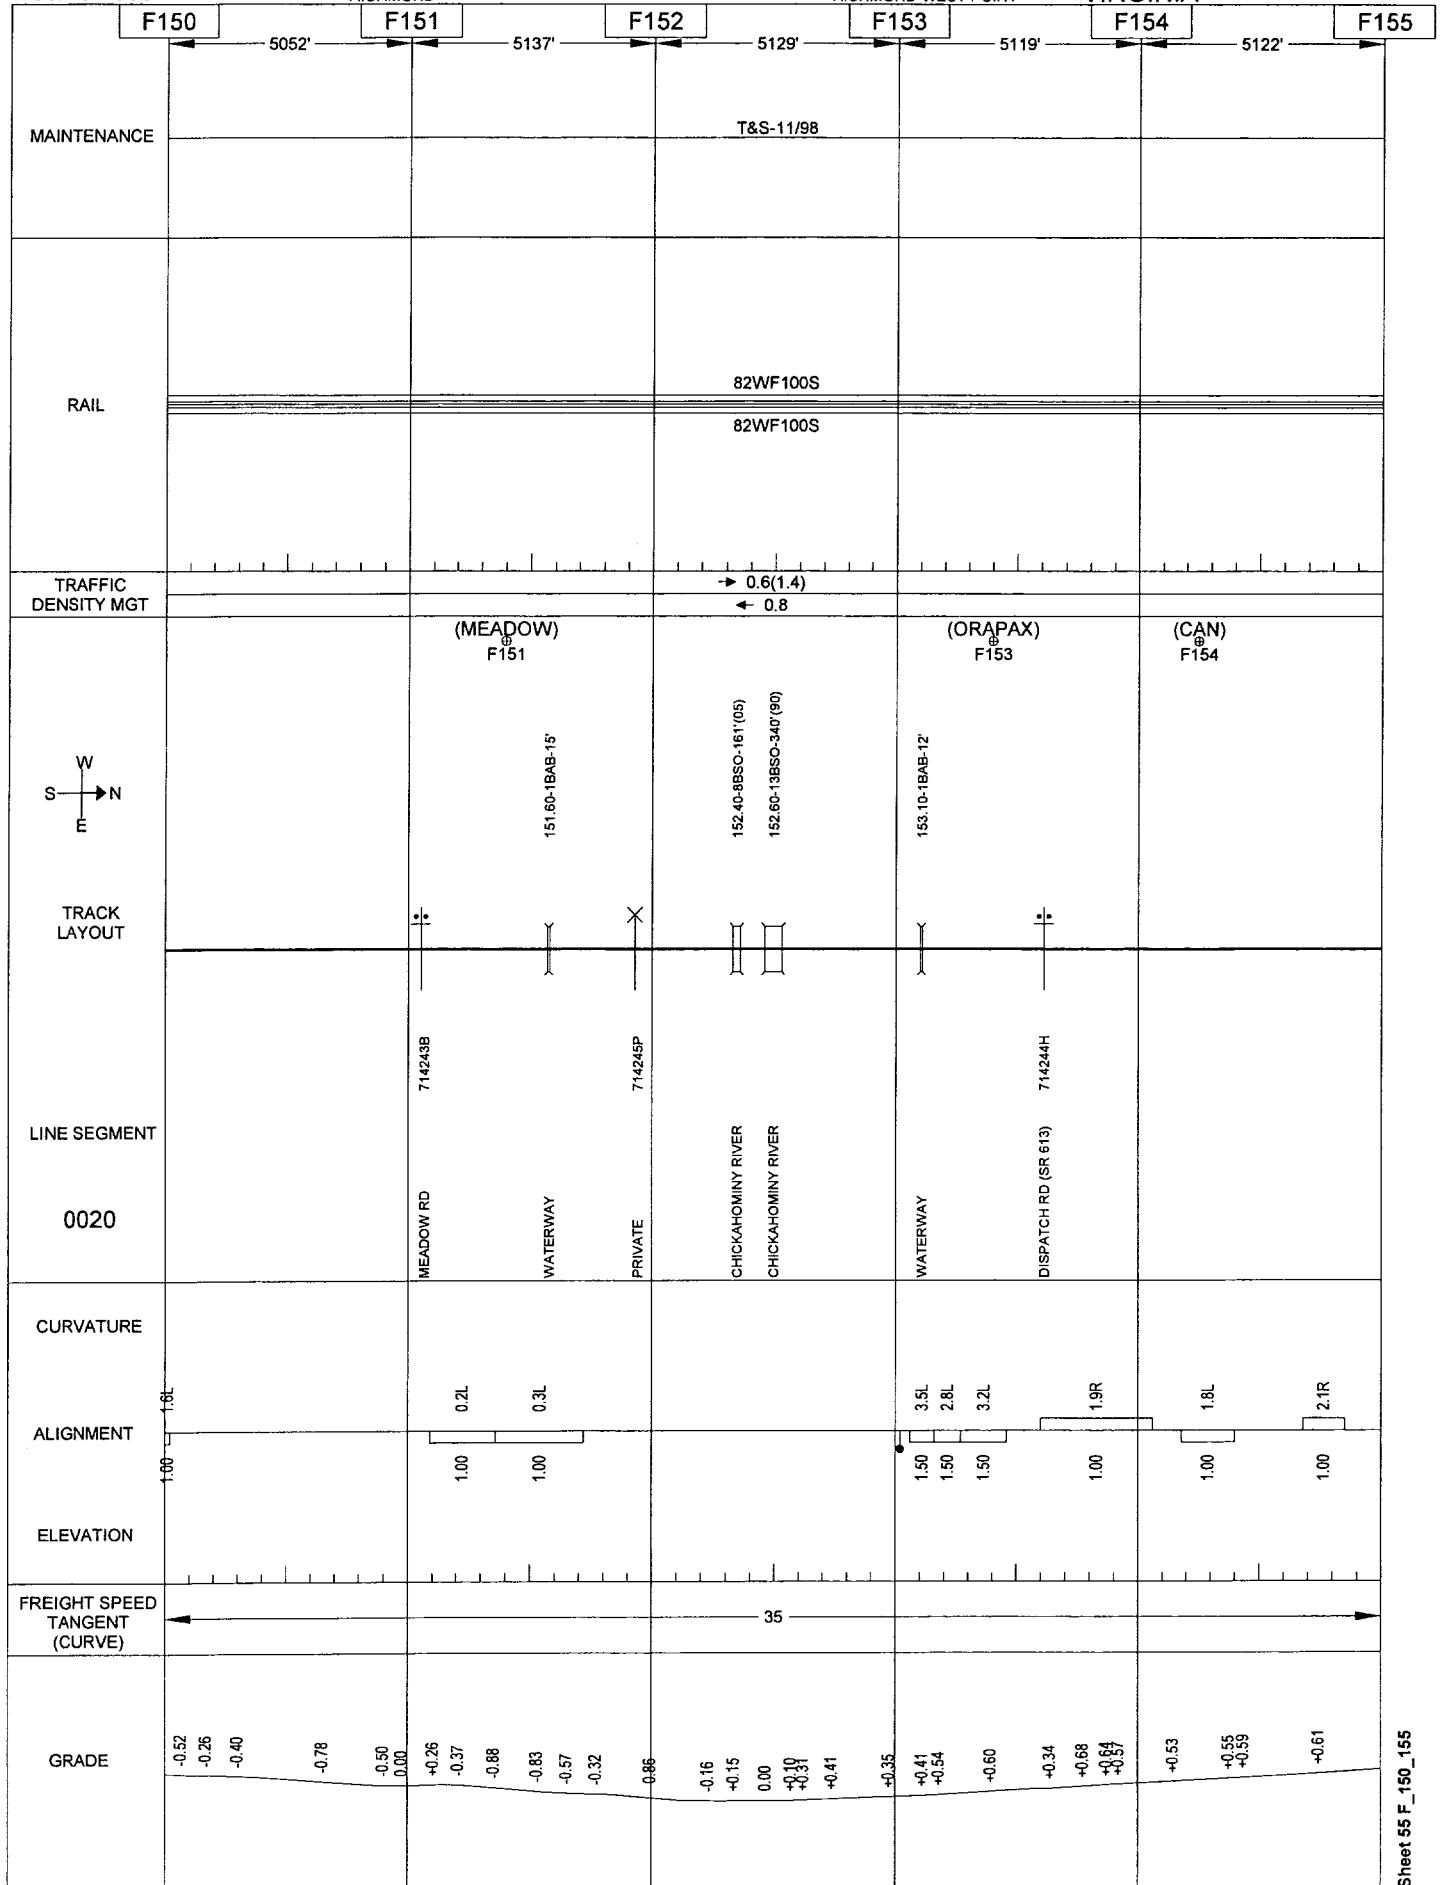 F150 F151 F152 F153 F154 F155
5052' 5137' 5129' 5119' 5122'
MAINTENANCE
T&S-11/98
RAIL
82WF100S
82WF100S
TRAFFIC
DENSITY MGT
0.6(1.4)
0.8
(MEADOW) (ORAPAX) (CAN)
F151 F153 F154
W
S N
E
151.60-1BAB-15'
152.40-8BSO-161'(05)
152.60-13BSO-340'(90)
153.10-1BAB-12'
TRACK
LAYOUT
714243B
714245P
714244H
LINE SEGMENT
0020
MEADOW RD
WATERWAY
PRIVATE
CHICKAHOMINY RIVER
CHICKAHOMINY RIVER
WATERWAY
DISPATCH RD (SR 613)
CURVATURE
1.6L 0.2L 0.3L 3.5L 2.8L 3.2L 1.9R 1.8L 2.1R
ALIGNMENT
1.00 1.00 1.00 1.50 1.50 1.50 1.00 1.00 1.00
ELEVATION
FREIGHT SPEED
TANGENT
(CURVE)
35
GRADE
-0.52 -0.26 -0.40 -0.78 -0.50 0.00 +0.26 -0.37 -0.88 -0.83 -0.57 -0.32 0.86 -0.16 +0.15 0.00 +0.10 +0.31 +0.41 +0.35 +0.41 +0.54 +0.60 +0.34 +0.68 +0.64 +0.57 +0.53 +0.55 +0.59 +0.61
Sheet 55 F_150_155